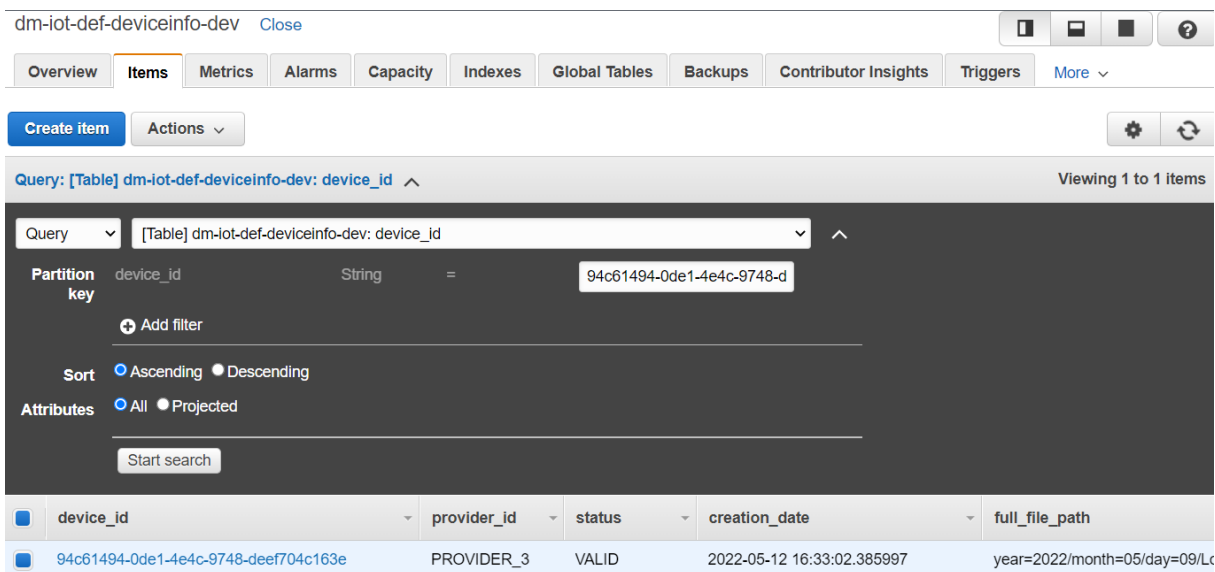 dm-iot-def-deviceinfo-dev Close
Overview Items Metrics Alarms Capacity Indexes Global Tables Backups Contributor Insights Triggers More
Create item Actions
Query: [Table] dm-iot-def-deviceinfo-dev: device_id Viewing 1 to 1 items
Query [Table] dm-iot-def-deviceinfo-dev: device_id
Partition key device_id String = 94c61494-0de1-4e4c-9748-d
Add filter
Sort Ascending Descending
Attributes All Projected
Start search
device_id provider_id status creation_date full_file_path
94c61494-0de1-4e4c-9748-deef704c163e PROVIDER_3 VALID 2022-05-12 16:33:02.385997 year=2022/month=05/day=09/Lo